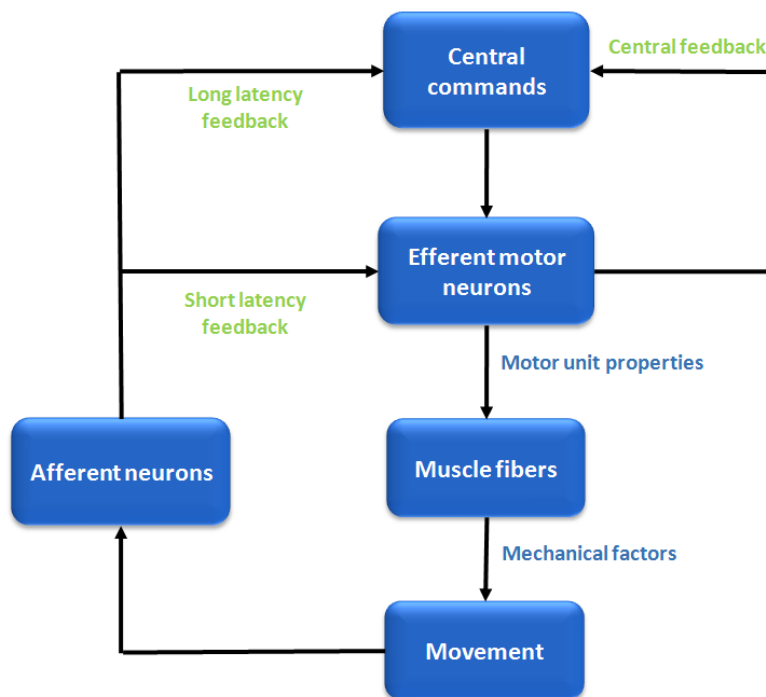 Central
commands
Central feedback
Long latency
feedback
Efferent motor
neurons
Short latency
feedback
Motor unit properties
Afferent neurons
Muscle fibers
Mechanical factors
Movement